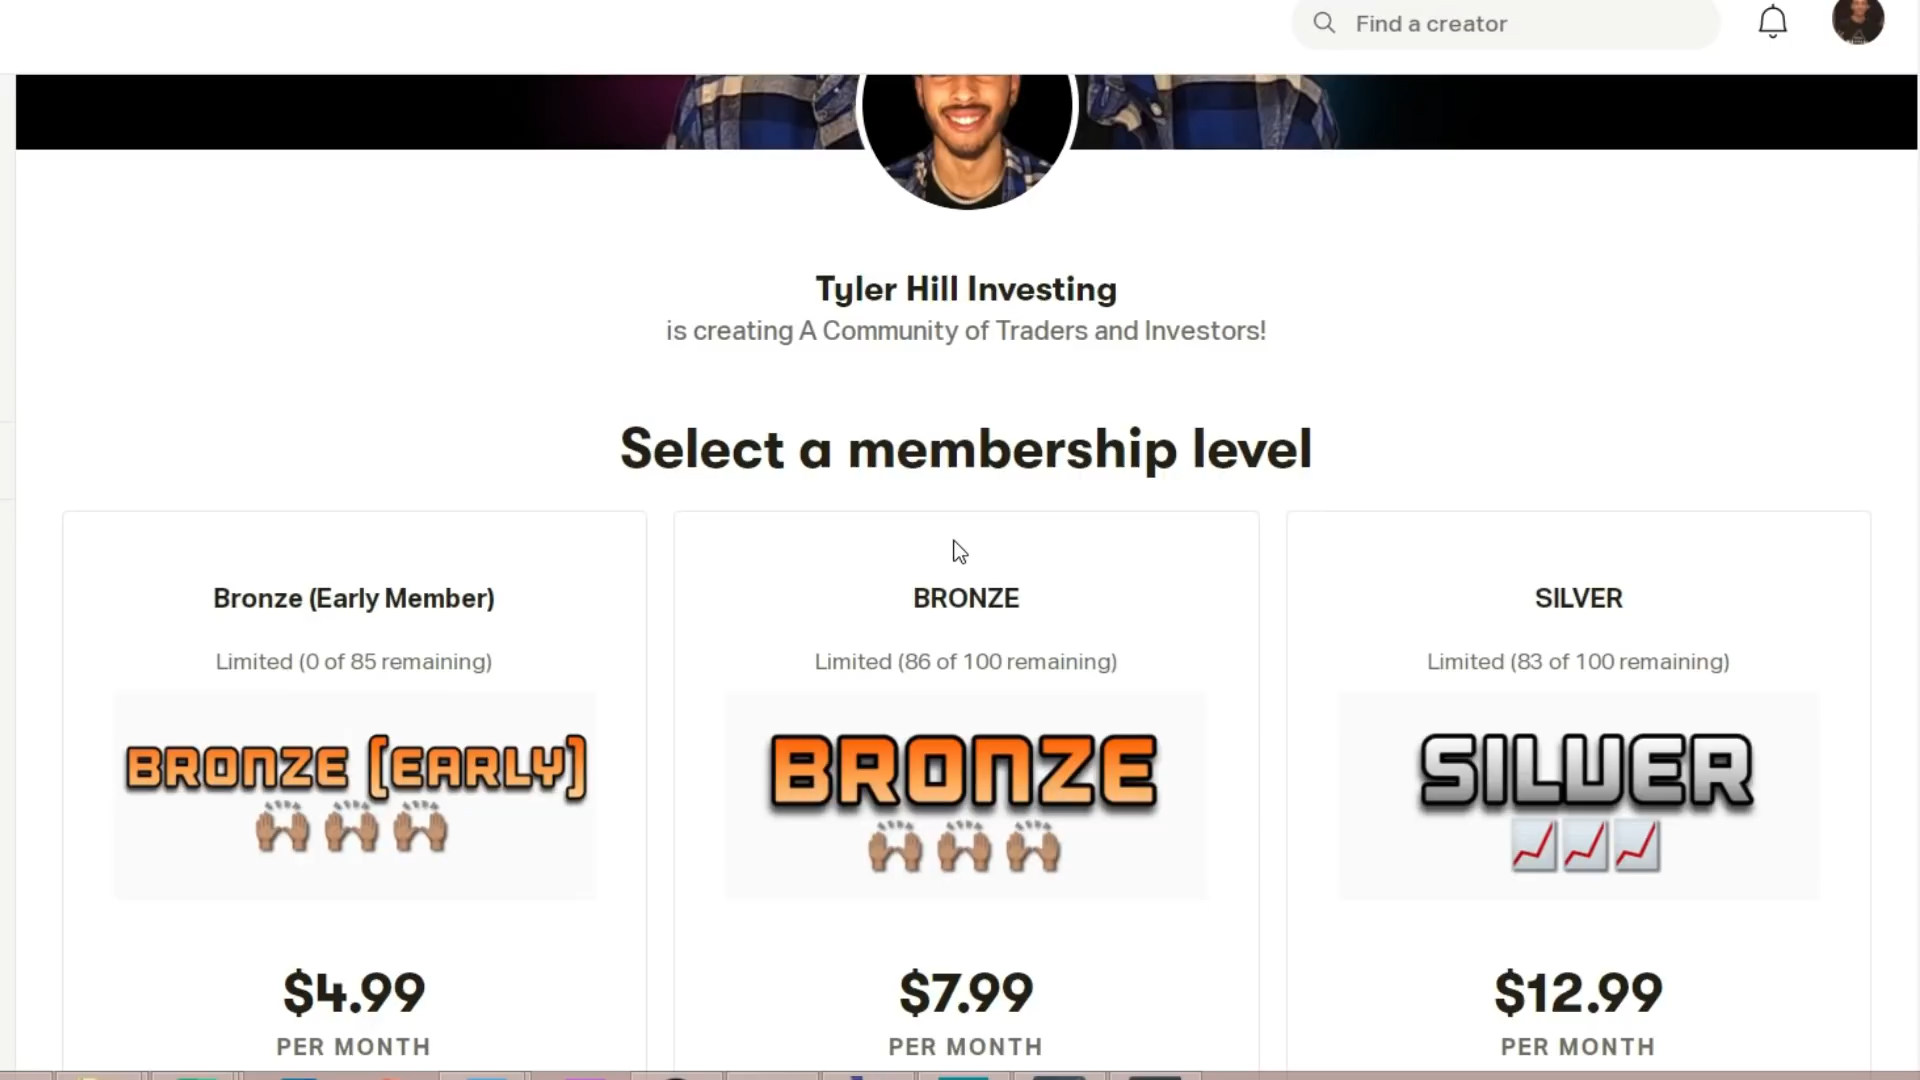 Find a creator
Tyler Hill Investing
is creating A Community of Traders and Investors!
Select a membership level
Bronze (Early Member)
Limited (0 of 85 remaining)
BRONZE (EARLY)
$4.99
PER MONTH
BRONZE
Limited (86 of 100 remaining)
BRONZE
$7.99
PER MONTH
SILVER
Limited (83 of 100 remaining)
SILVER
$12.99
PER MONTH